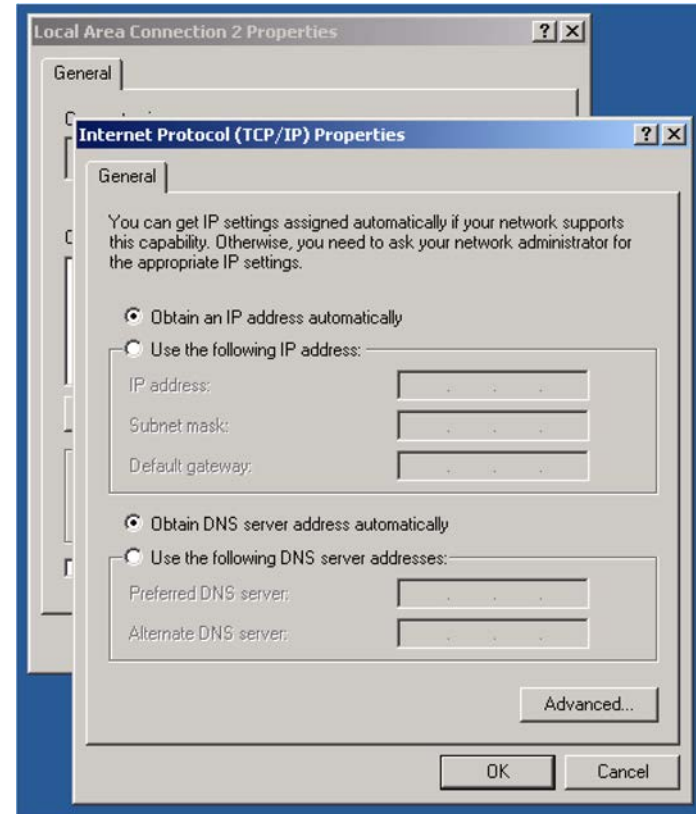 Local Area Connection 2 Properties
General
Internet Protocol (TCP/IP) Properties
General
You can get IP settings assigned automatically if your network supports
this capability. Otherwise, you need to ask your network administrator for
the appropriate IP settings.
Obtain an IP address automatically
Use the following IP address:
IP address:
Subnet mask:
Default gateway:
Obtain DNS server address automatically
Use the following DNS server addresses:
Preferred DNS server:
Alternate DNS server:
Advanced...
OK
Cancel